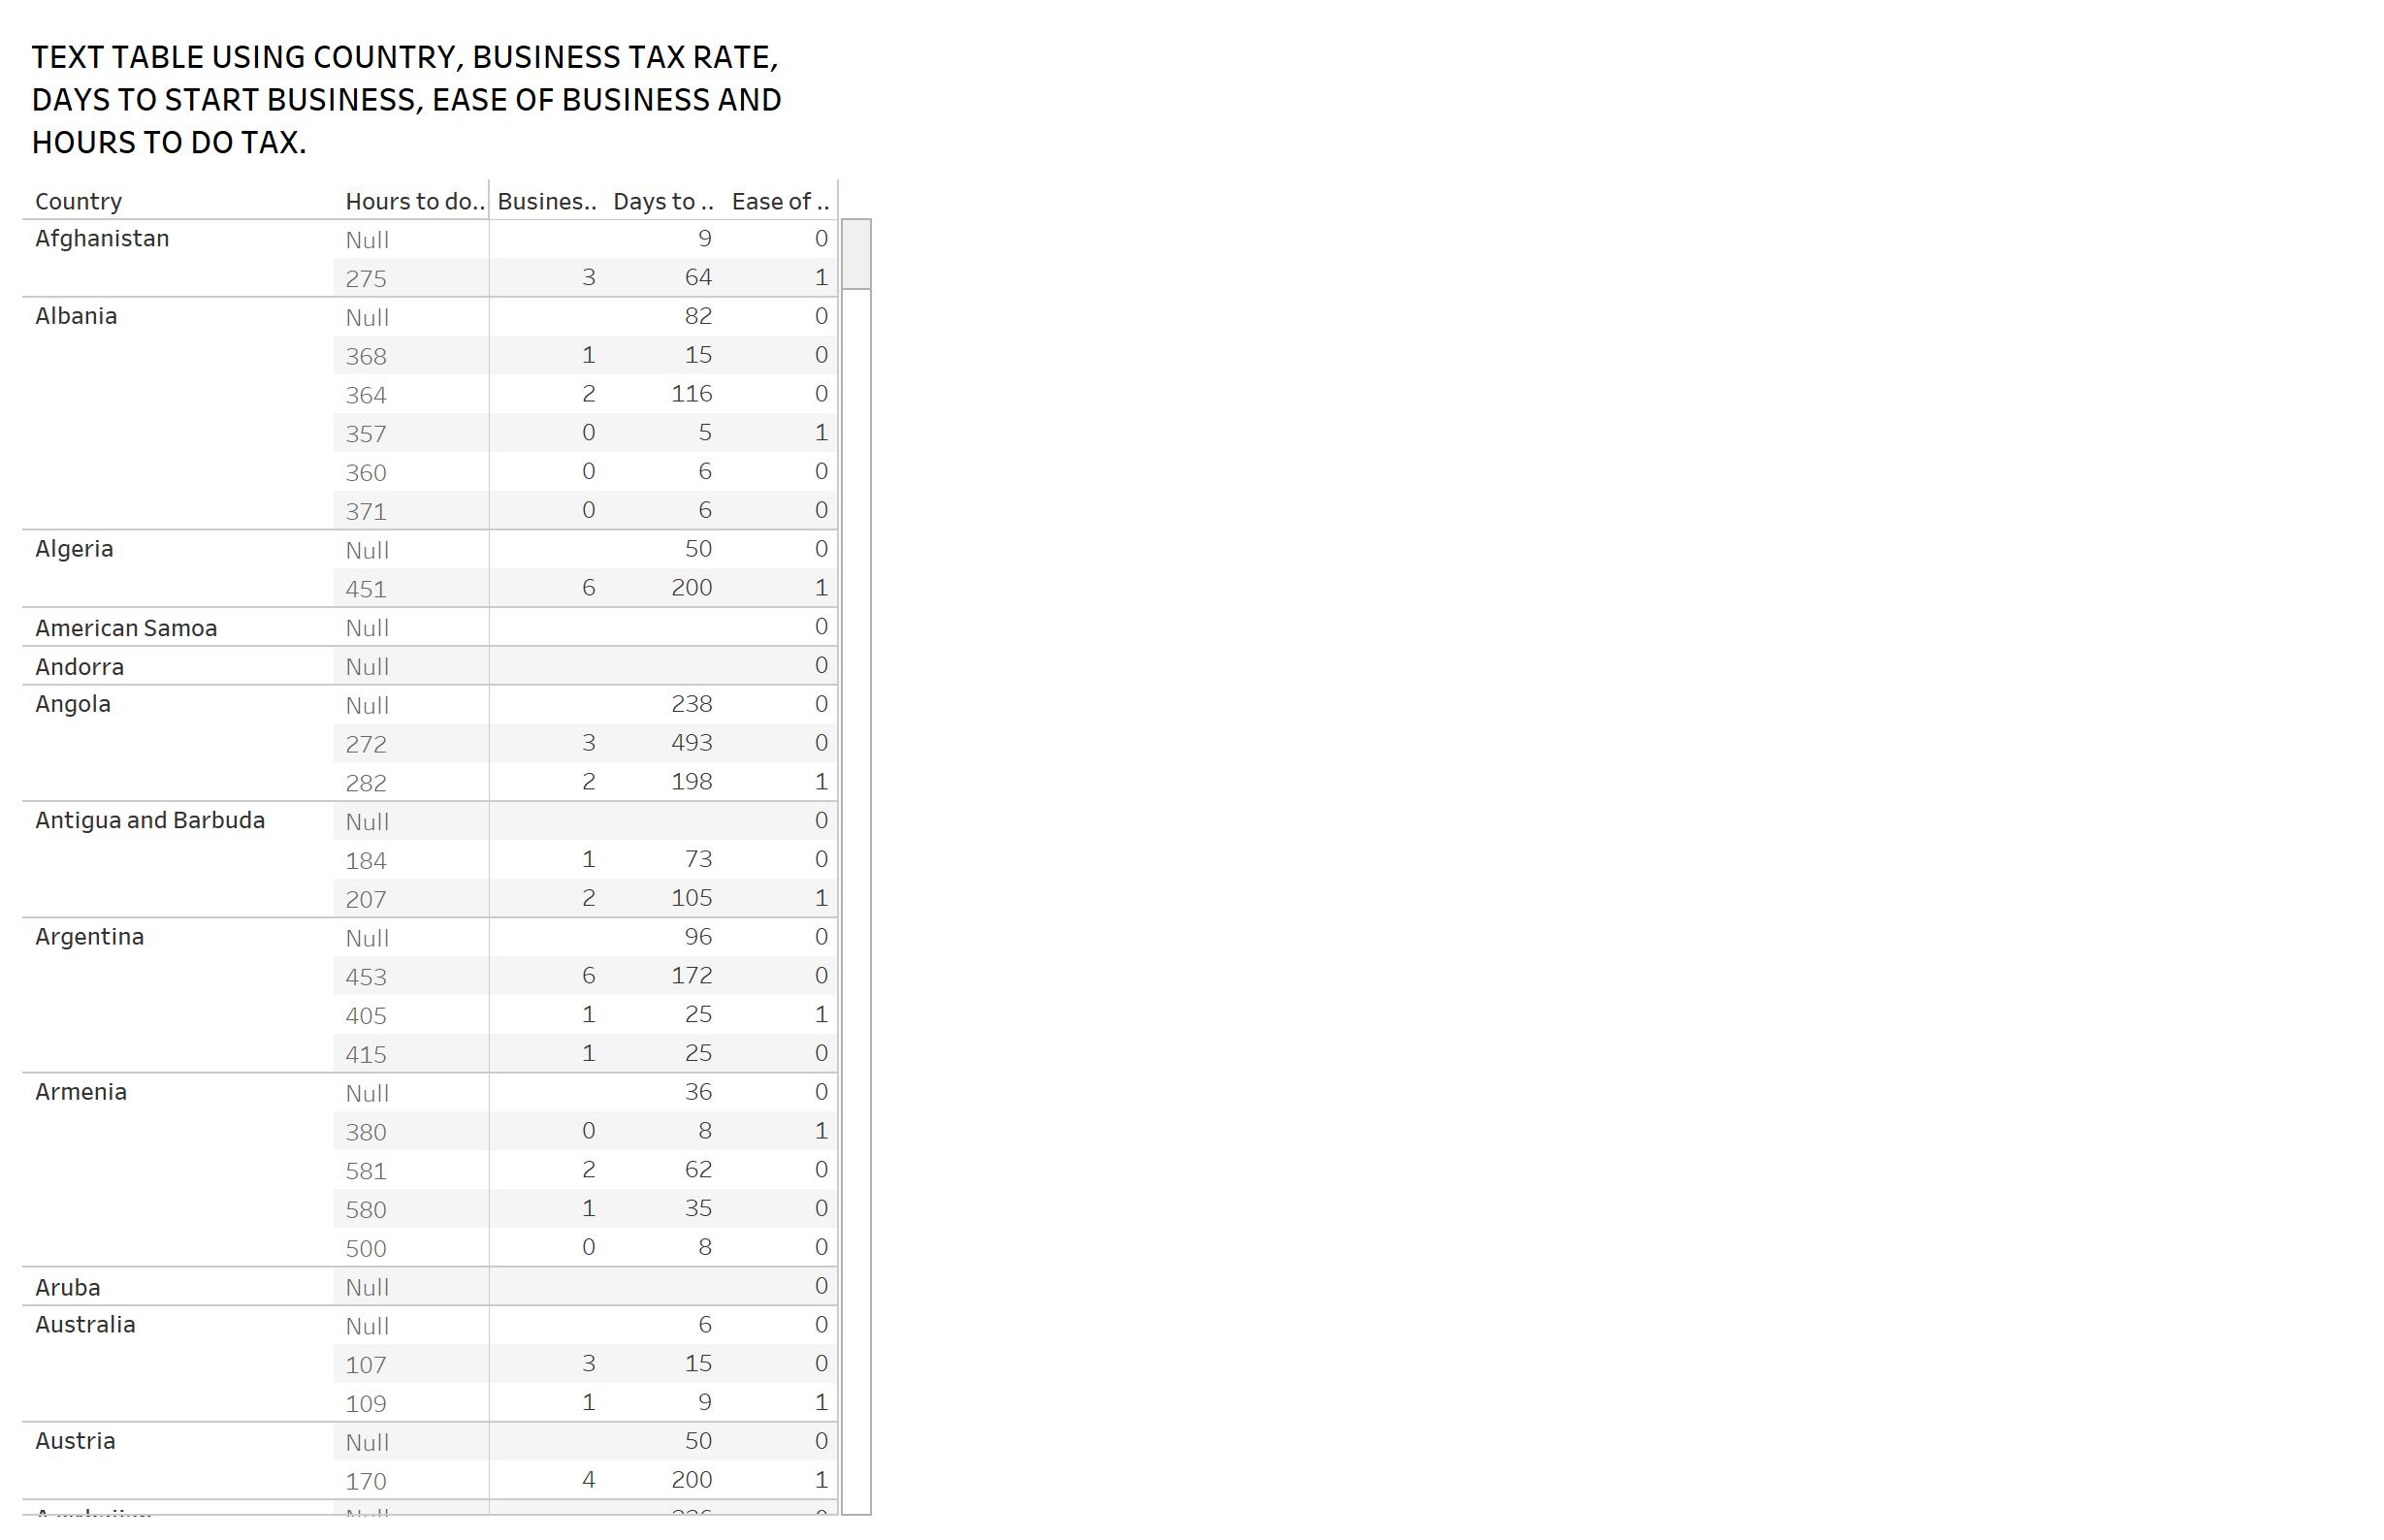 TEXT TABLE USING COUNTRY, BUSINESS TAX RATE,
DAYS TO START BUSINESS, EASE OF BUSINESS AND
HOURS TO DO TAX.
Country Hours to do.. Busines.. Days to .. Ease of ..
Afghanistan Null 9 0
275 3 64 1
Albania Null 82 0
368 1 15 0
364 2 116 0
357 0 5 1
360 0 6 0
371 0 6 0
Algeria Null 50 0
451 6 200 1
American Samoa Null 0
Andorra Null 0
Angola Null 238 0
272 3 493 0
282 2 198 1
Antigua and Barbuda Null 0
184 1 73 0
207 2 105 1
Argentina Null 96 0
453 6 172 0
405 1 25 1
415 1 25 0
Armenia Null 36 0
380 0 8 1
581 2 62 0
580 1 35 0
500 0 8 0
Aruba Null 0
Australia Null 6 0
107 3 15 0
109 1 9 1
Austria Null 50 0
170 4 200 1